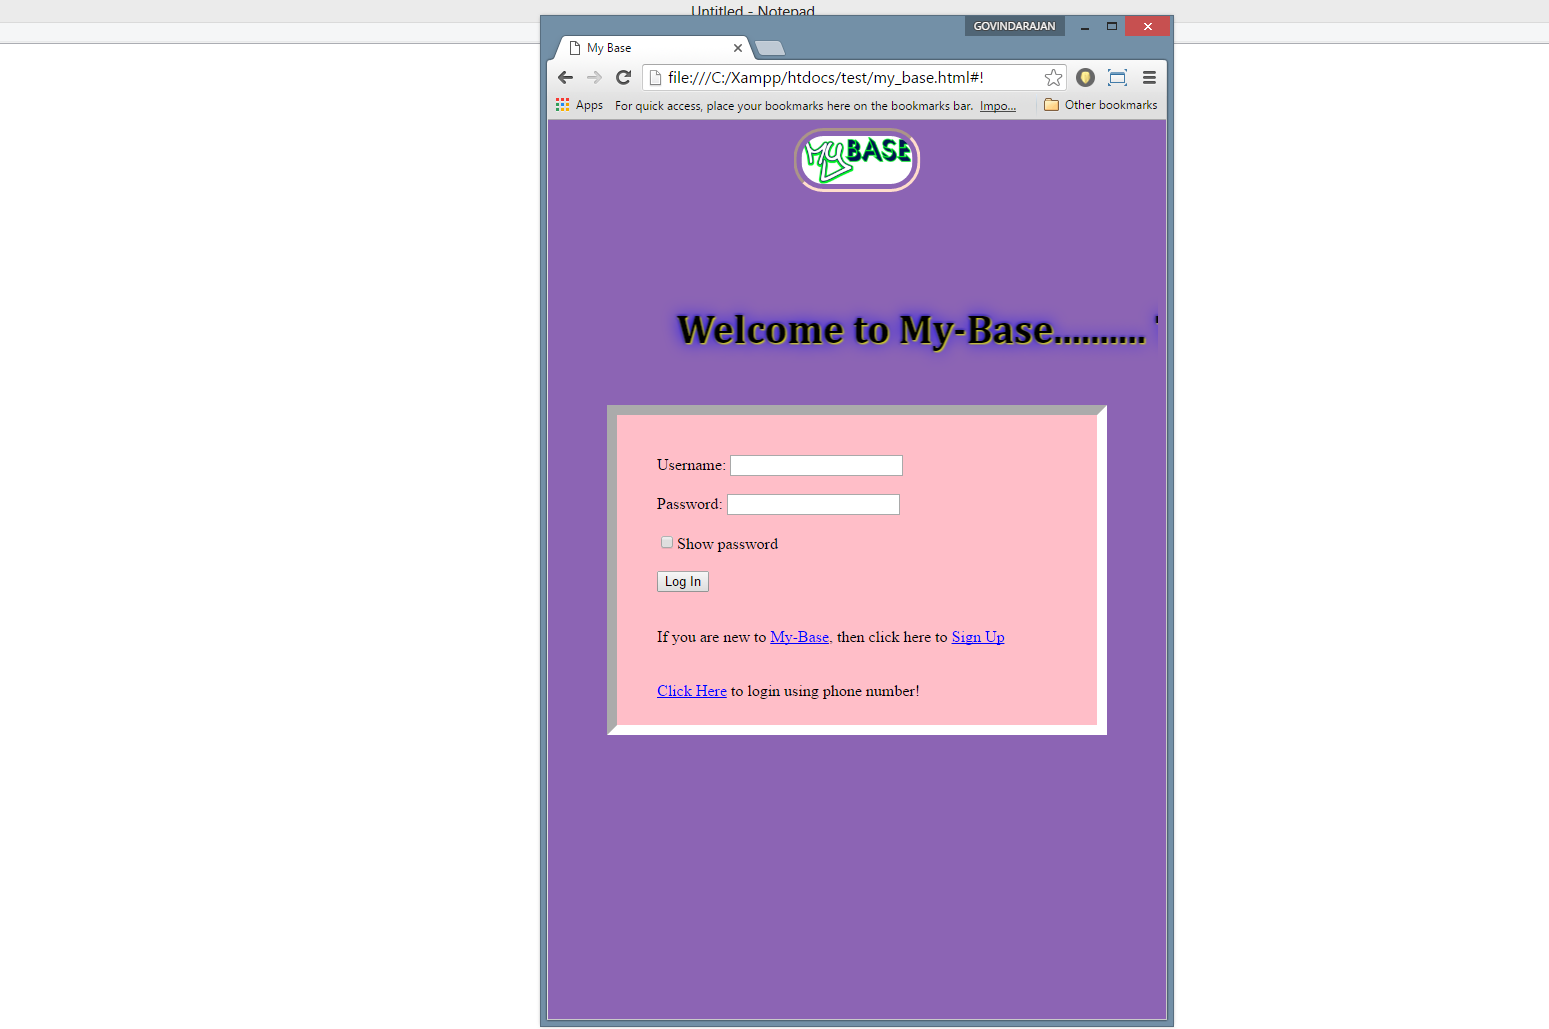 Untitled - Notepad
GOVINDARAJAN
My Base
file:///C:/Xampp/htdocs/test/my_base.html#!
Apps For quick access, place your bookmarks here on the bookmarks bar. Impo... Other bookmarks
My BASE
Welcome to My-Base..........
Username:
Password:
Show password
Log In
If you are new to My-Base, then click here to Sign Up
Click Here to login using phone number!